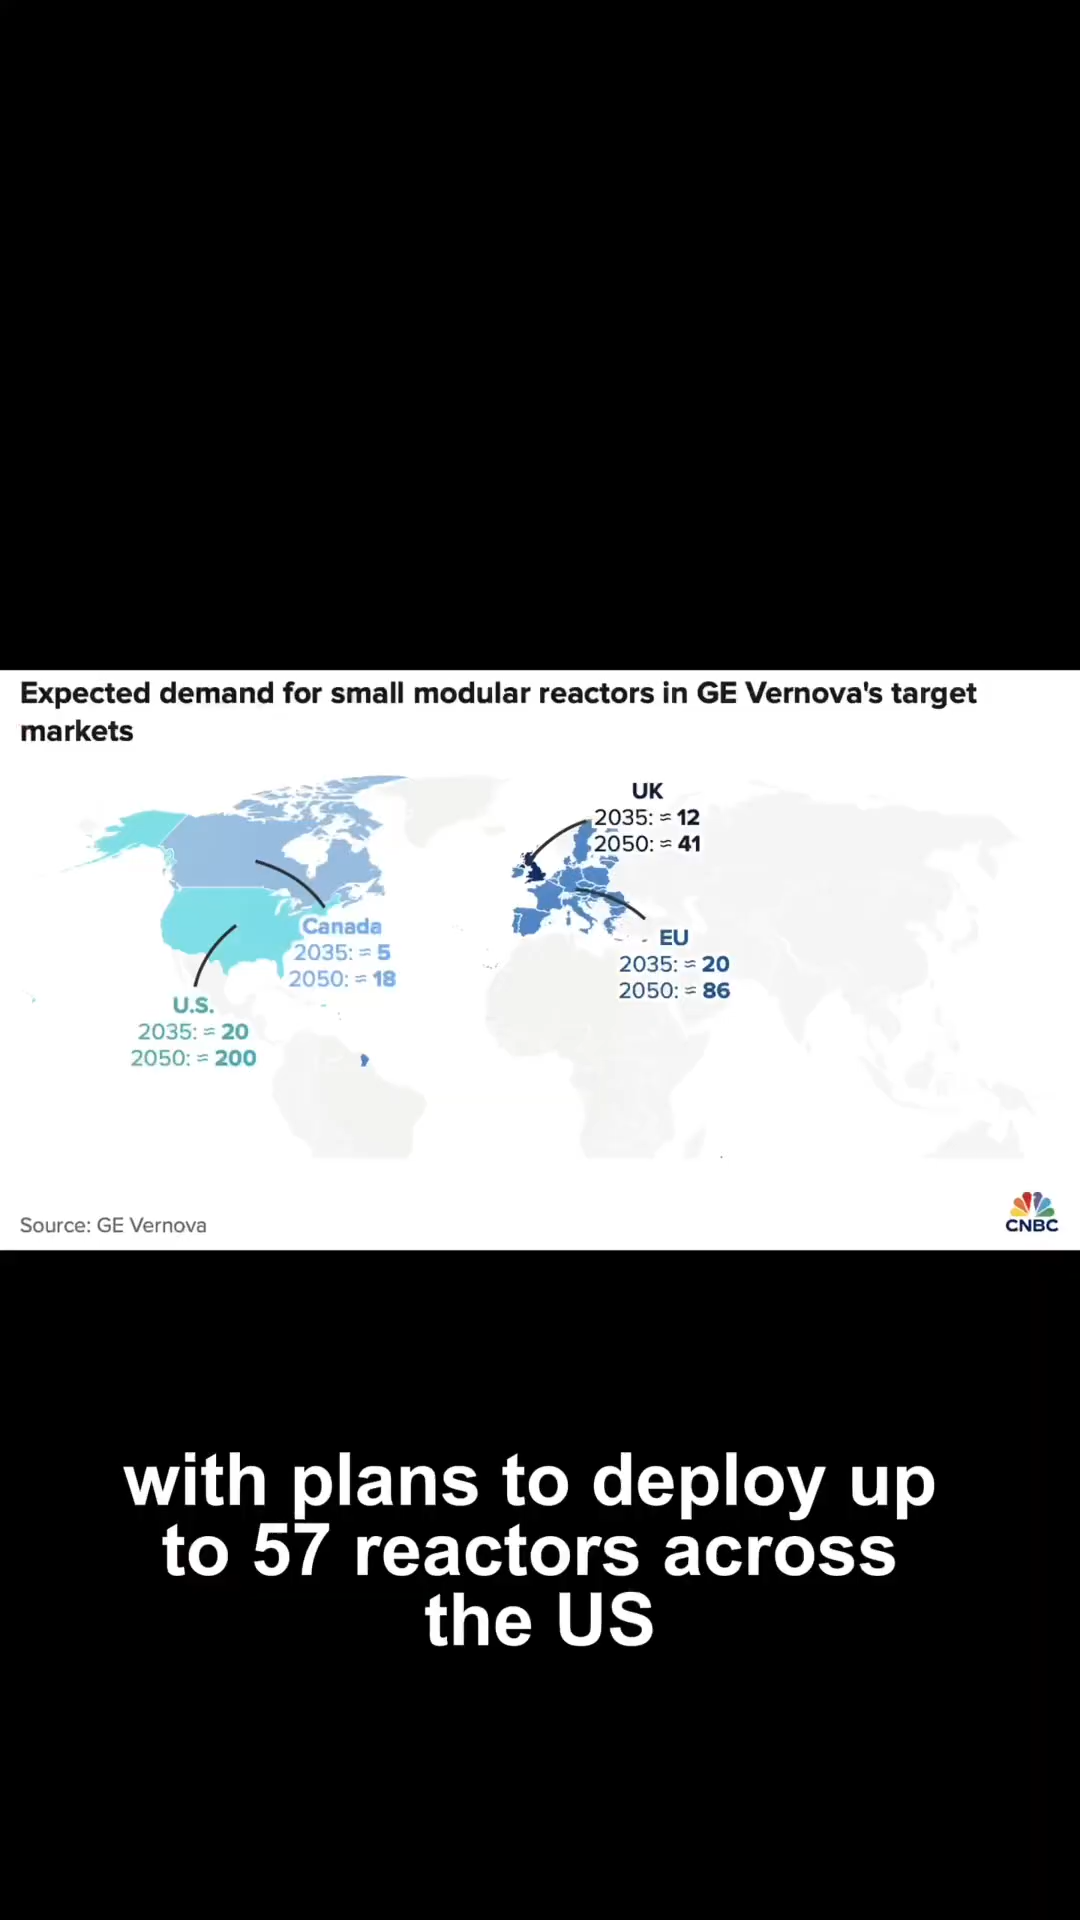 Expected demand for small modular reactors in GE Vernova's target
markets
UK
2035: ≈ 12
2050: ≈ 41
Canada
2035: ≈ 5
2050: ≈ 18
EU
2035: ≈ 20
2050: ≈ 86
U.S.
2035: ≈ 20
2050: ≈ 200
Source: GE Vernova
CNBC
with plans to deploy up
to 57 reactors across
the US